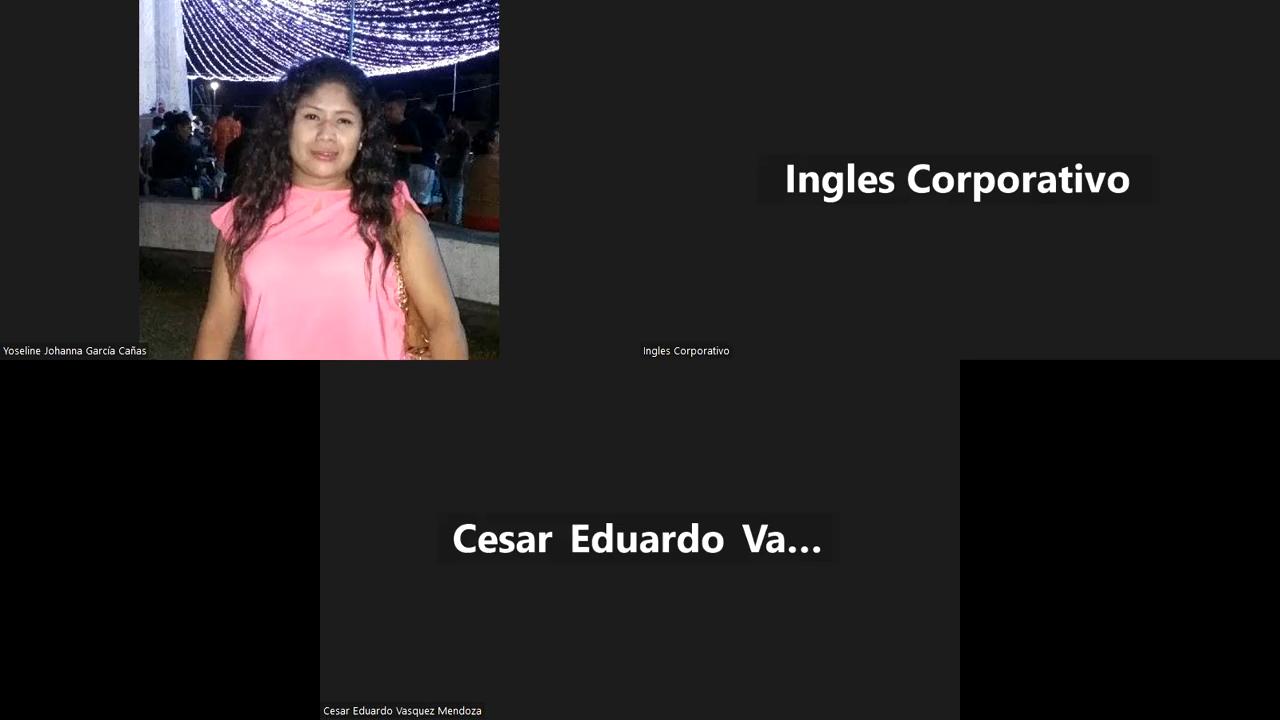 Ingles Corporativo
Yoseline Johanna García Cañas
Ingles Corporativo
Cesar Eduardo Va...
Cesar Eduardo Vasquez Mendoza